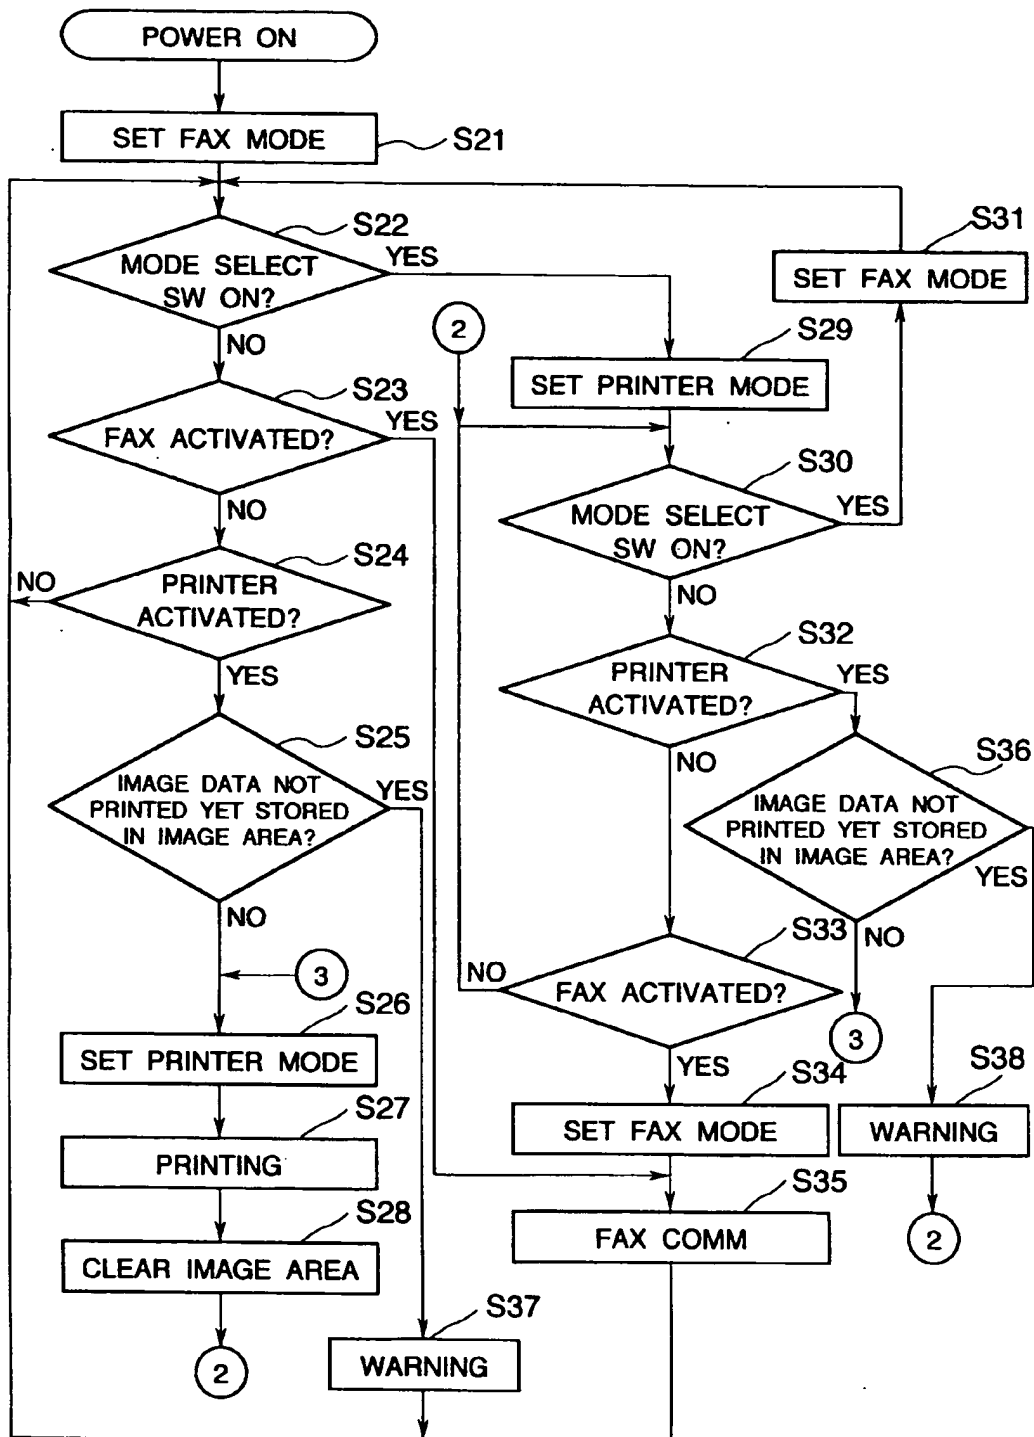 POWER ON
SET FAX MODE
S21
S22
MODE SELECT
SW ON?
YES
NO
S23
FAX ACTIVATED?
YES
NO
S24
PRINTER
ACTIVATED?
NO
YES
S25
IMAGE DATA NOT
PRINTED YET STORED
IN IMAGE AREA?
YES
NO
3
S26
SET PRINTER MODE
S27
PRINTING
S28
CLEAR IMAGE AREA
2
S37
WARNING
2
S29
SET PRINTER MODE
S30
MODE SELECT
SW ON?
YES
NO
S31
SET FAX MODE
S32
PRINTER
ACTIVATED?
YES
NO
S33
FAX ACTIVATED?
NO
YES
S34
SET FAX MODE
S35
FAX COMM
S36
IMAGE DATA NOT
PRINTED YET STORED
IN IMAGE AREA?
YES
NO
3
S38
WARNING
2